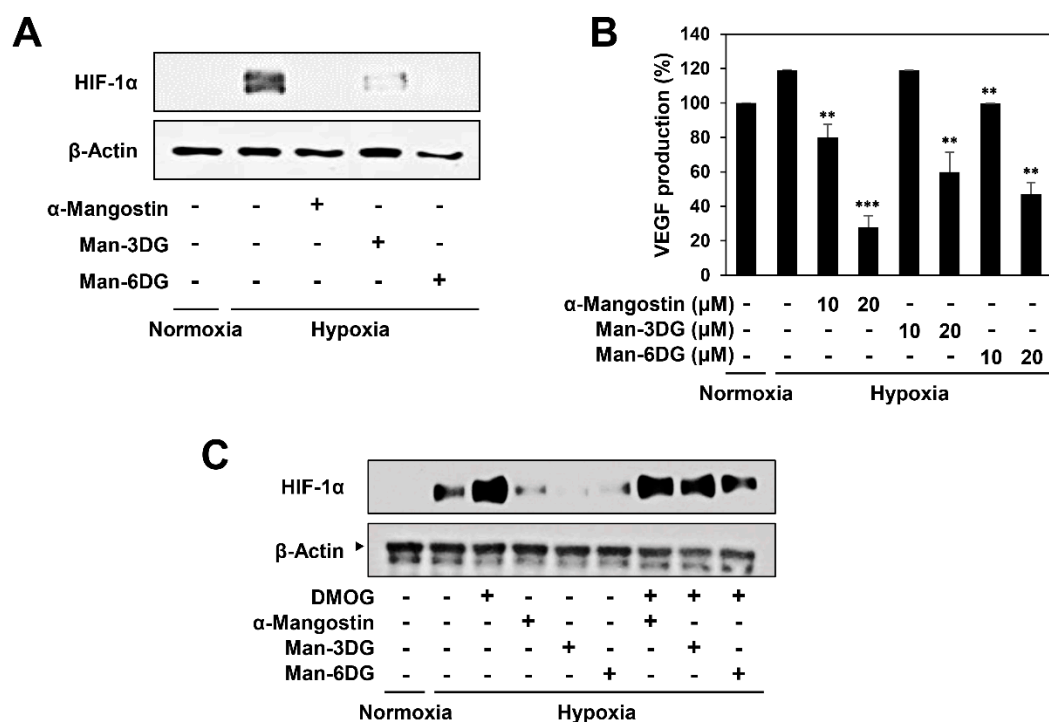 A
HIF-1α
β-Actin
α-Mangostin - - + - - -
Man-3DG - - - + - -
Man-6DG - - - - - +
Normoxia Hypoxia
B
VEGF production (%)
140
120
100
80
60
40
20
0
** *** ** ** **
α-Mangostin (µM) - - 10 20 - - - -
Man-3DG (µM) - - - - 10 20 - -
Man-6DG (µM) - - - - - - 10 20
Normoxia Hypoxia
C
HIF-1α
β-Actin ►
DMOG - - + - - - + + +
α-Mangostin - - - + - - + - -
Man-3DG - - - - + - - + -
Man-6DG - - - - - + - - +
Normoxia Hypoxia